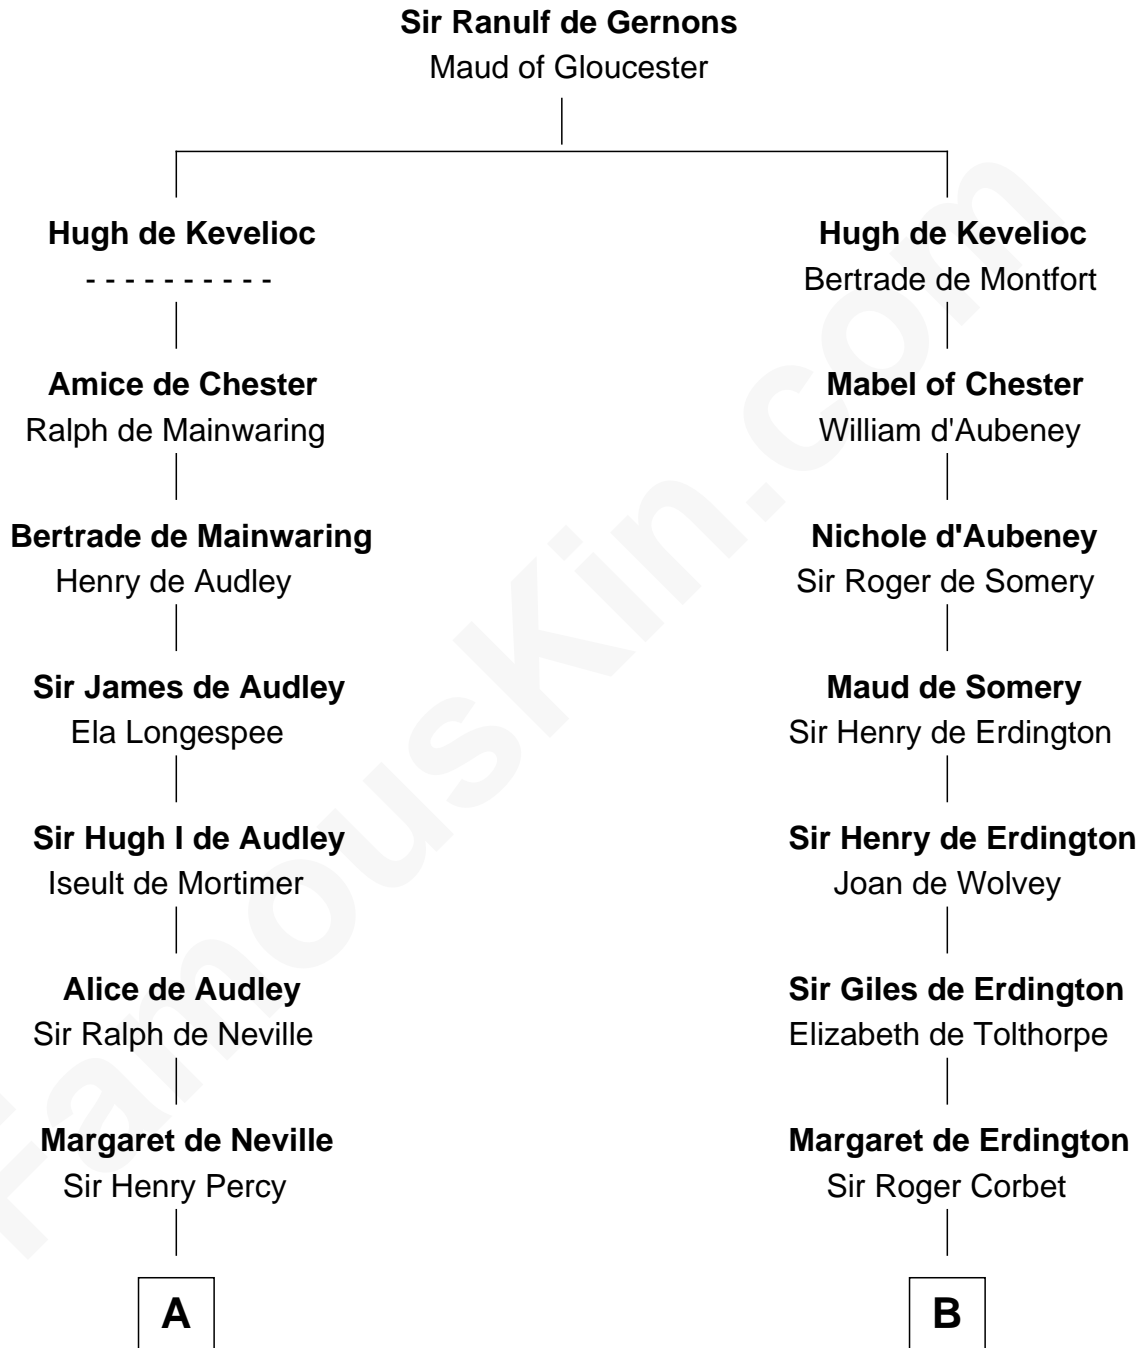 Sir Ranulf de Gernons
Maud of Gloucester
Hugh de Kevelioc
- - - - - - - - - -
Amice de Chester
Ralph de Mainwaring
Bertrade de Mainwaring
Henry de Audley
Sir James de Audley
Ela Longespee
Sir Hugh I de Audley
Iseult de Mortimer
Alice de Audley
Sir Ralph de Neville
Margaret de Neville
Sir Henry Percy
A
Hugh de Kevelioc
Bertrade de Montfort
Mabel of Chester
William d'Aubeney
Nichole d'Aubeney
Sir Roger de Somery
Maud de Somery
Sir Henry de Erdington
Sir Henry de Erdington
Joan de Wolvey
Sir Giles de Erdington
Elizabeth de Tolthorpe
Margaret de Erdington
Sir Roger Corbet
B
FamousKin.com